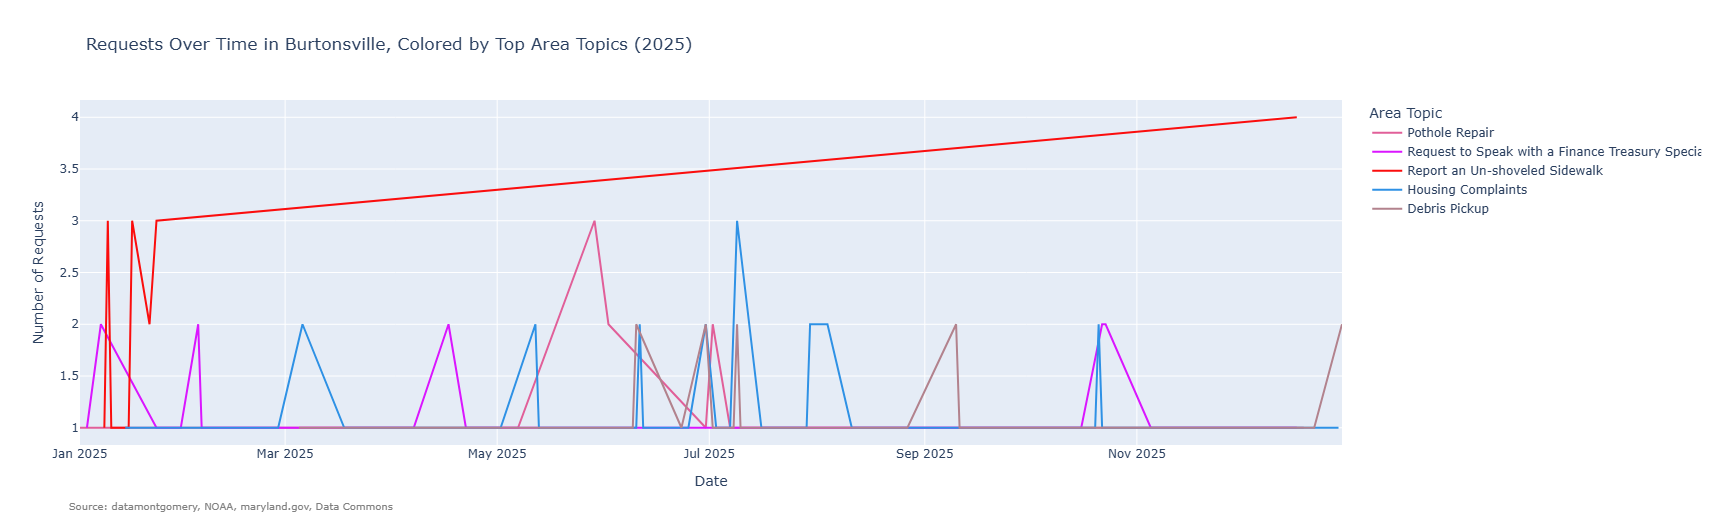 Requests Over Time in Burtonsville, Colored by Top Area Topics (2025)
4
3.5
3
2.5
2
1.5
1
Number of Requests
Jan 2025
Mar 2025
May 2025
Jul 2025
Sep 2025
Nov 2025
Date
Area Topic
Pothole Repair
Request to Speak with a Finance Treasury Specia
Report an Un-shoveled Sidewalk
Housing Complaints
Debris Pickup
Source: datamontgomery, NOAA, maryland.gov, Data Commons